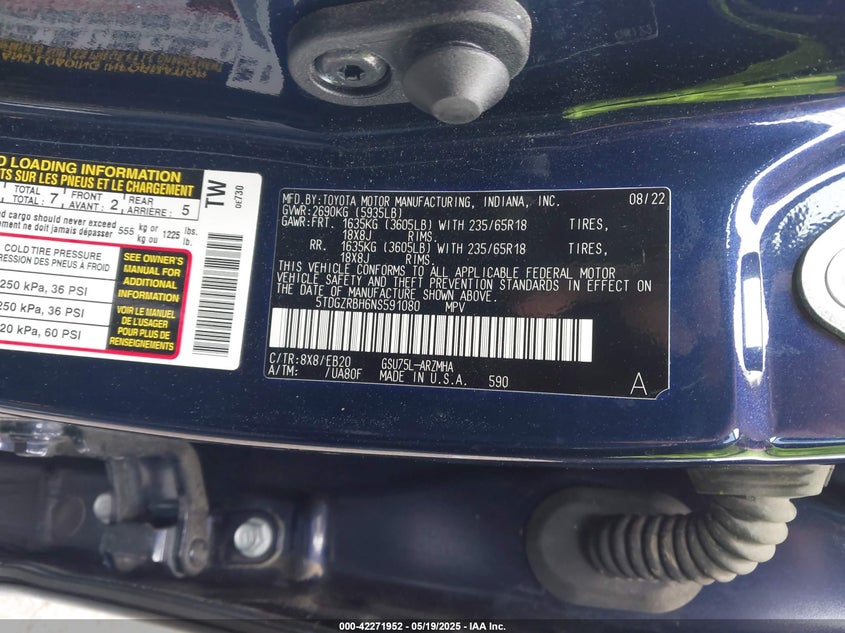 LOADING INFORMATION
TS SUR LES PNEUS ET LE CHARGEMENT
TOTAL 7 FRONT 2 REAR 5
TOTAL : AVANT : ARRIÈRE :
nd cargo should never exceed 555 kg 1225 lbs.
ment ne doit jamais dépasser kg ou lb.
COLD TIRE PRESSURE
PRESSION DES PNEUS À FROID
250 kPa, 36 PSI
250 kPa, 36 PSI
20 kPa, 60 PSI
SEE OWNER'S
MANUAL FOR
ADDITIONAL
INFORMATION
VOIR LE MANUEL
DE L'USAGER
POUR PLUS DE
RENSEIGNEMENTS
TW
0E730
MFD.BY:TOYOTA MOTOR MANUFACTURING, INDIANA, INC. 08/22
GVWR:2690KG (5935LB)
GAWR:FRT. 1635KG (3605LB) WITH 235/65R18 TIRES,
18X8J RIMS.
RR. 1635KG (3605LB) WITH 235/65R18 TIRES,
18X8J RIMS.
THIS VEHICLE CONFORMS TO ALL APPLICABLE FEDERAL MOTOR
VEHICLE SAFETY AND THEFT PREVENTION STANDARDS IN EFFECT ON
THE DATE OF MANUFACTURE SHOWN ABOVE.
5TDGZRBH6NS591080 MPV
C/TR:8X8/EB20 GSU75L-ARZMHA
A/TM: /UA80F MADE IN U.S.A. 590
A
000-42271952 — 05/19/2025 — IAA Inc.